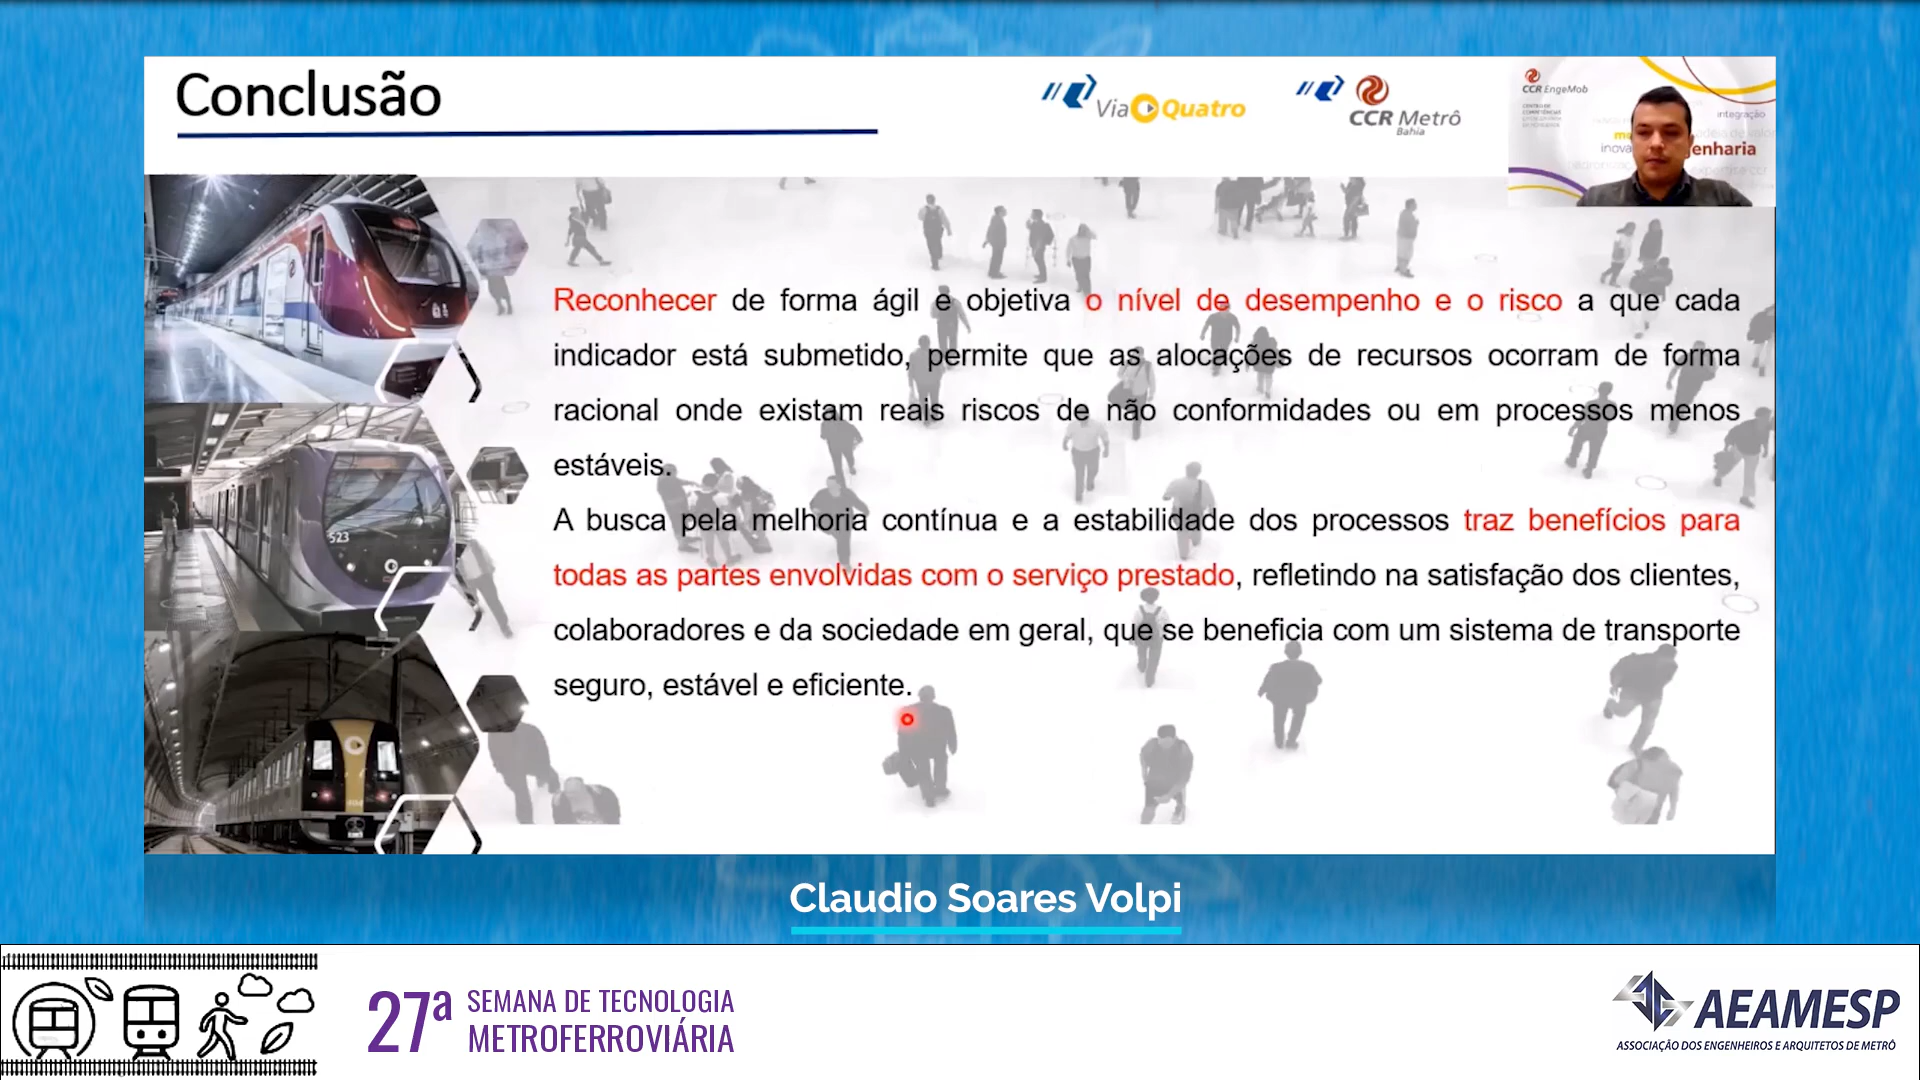 Conclusão
ViaQuatro
CCR Metrô
Bahia
CCR EngeMob
integração
inova
enharia
Reconhecer de forma ágil e objetiva o nível de desempenho e o risco a que cada
indicador está submetido, permite que as alocações de recursos ocorram de forma
racional onde existam reais riscos de não conformidades ou em processos menos
estáveis.
A busca pela melhoria contínua e a estabilidade dos processos traz benefícios para
todas as partes envolvidas com o serviço prestado, refletindo na satisfação dos clientes,
colaboradores e da sociedade em geral, que se beneficia com um sistema de transporte
seguro, estável e eficiente.
523
Claudio Soares Volpi
27ª SEMANA DE TECNOLOGIA
METROFERROVIÁRIA
AEAMESP
ASSOCIAÇÃO DOS ENGENHEIROS E ARQUITETOS DE METRÔ